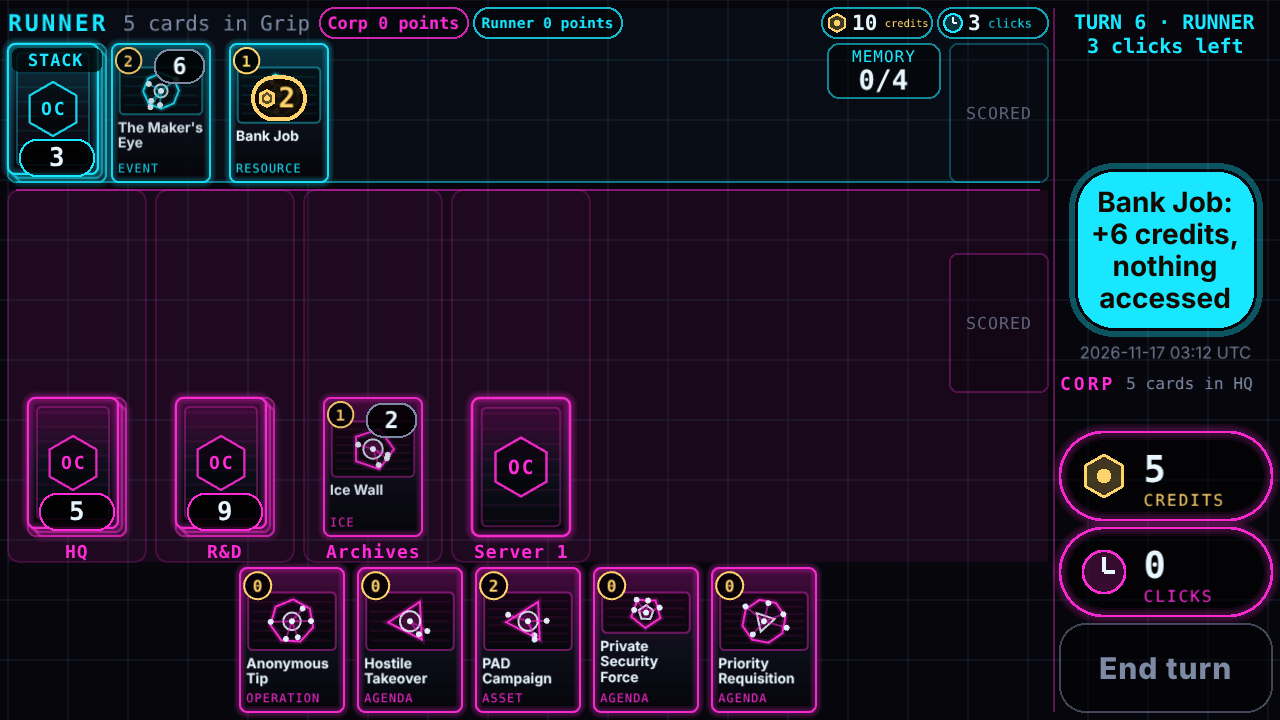 RUNNER 5 cards in Grip Corp 0 points Runner 0 points 10 credits 3 clicks
TURN 6 · RUNNER
3 clicks left
STACK
OC
3
2
6
The Maker's
Eye
EVENT
1
2
Bank Job
RESOURCE
MEMORY
0/4
SCORED
Bank Job:
+6 credits,
nothing
accessed
2026-11-17 03:12 UTC
SCORED
CORP 5 cards in HQ
OC
5
HQ
OC
9
R&D
1
2
Ice Wall
ICE
Archives
OC
Server 1
5
CREDITS
0
CLICKS
End turn
0
Anonymous
Tip
OPERATION
0
Hostile
Takeover
AGENDA
2
PAD
Campaign
ASSET
0
Private
Security
Force
AGENDA
0
Priority
Requisition
AGENDA